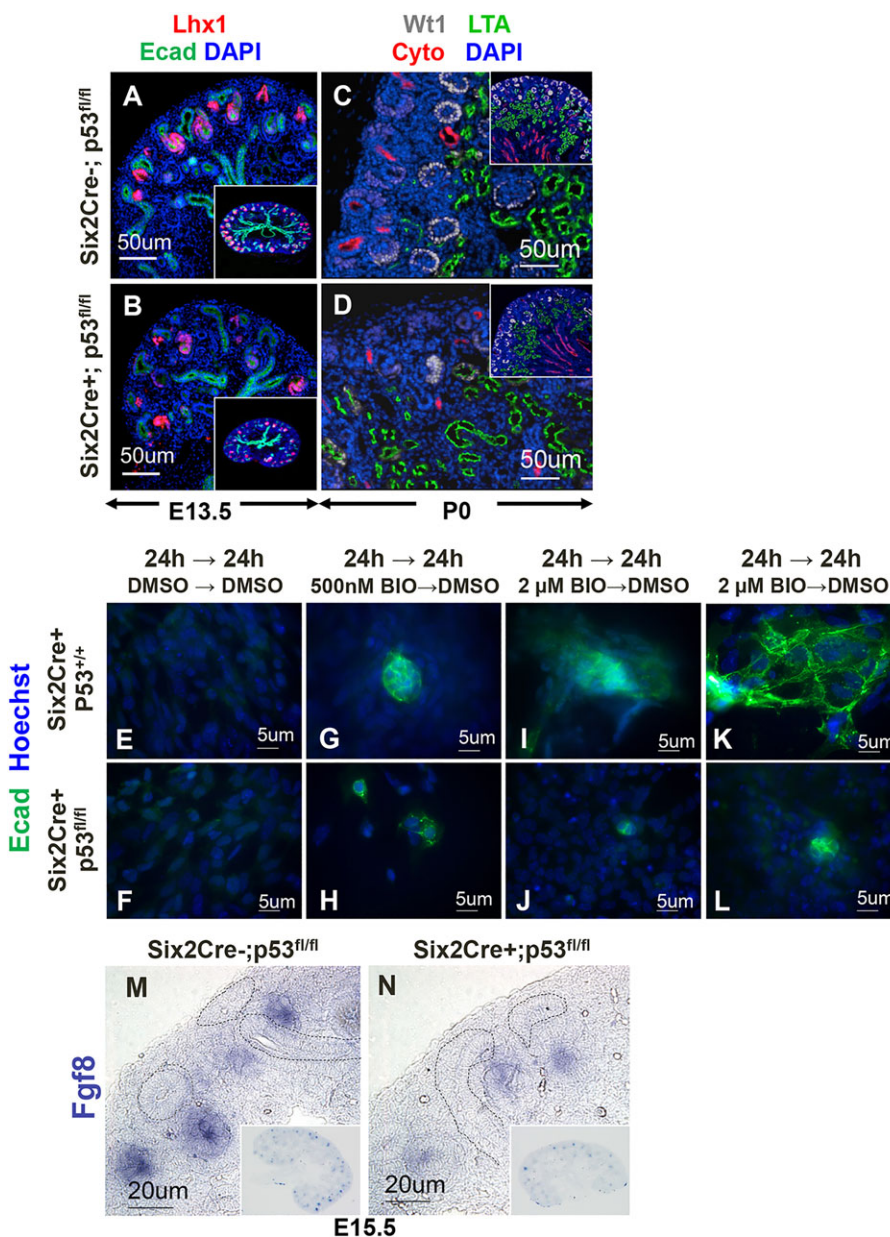 Lhx1
Ecad DAPI
Wt1 LTA
Cyto DAPI
Six2Cre-; p53fl/fl
A
50um
C
50um
Six2Cre+; p53fl/fl
B
50um
D
50um
E13.5
P0
24h → 24h
DMSO → DMSO
24h → 24h
500nM BIO→DMSO
24h → 24h
2 µM BIO→DMSO
24h → 24h
2 µM BIO→DMSO
Ecad Hoechst
Six2Cre+
P53+/+
E
5um
G
5um
I
5um
K
5um
Six2Cre+
p53fl/fl
F
5um
H
5um
J
5um
L
5um
Six2Cre-;p53fl/fl
Six2Cre+;p53fl/fl
Fgf8
M
20um
N
20um
E15.5